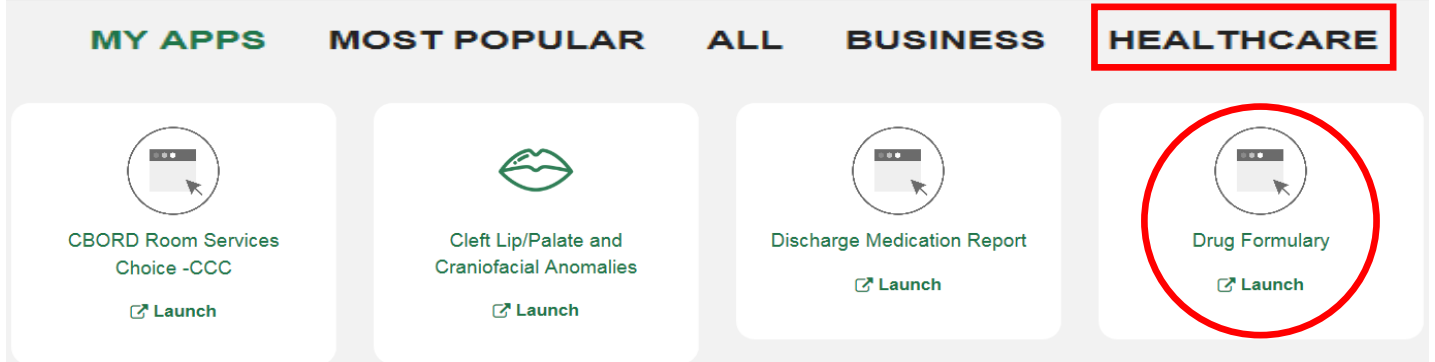 MY APPS MOST POPULAR ALL BUSINESS HEALTHCARE
CBORD Room Services
Choice -CCC
Launch
Cleft Lip/Palate and
Craniofacial Anomalies
Launch
Discharge Medication Report
Launch
Drug Formulary
Launch